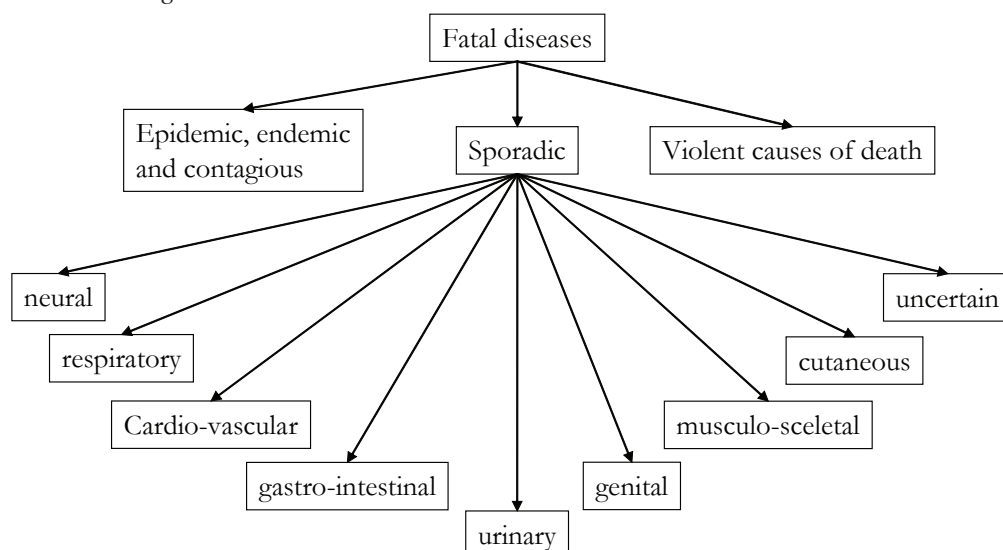 Fatal diseases
Epidemic, endemic
and contagious
Sporadic
Violent causes of death
neural
uncertain
respiratory
cutaneous
Cardio-vascular
musculo-sceletal
gastro-intestinal
genital
urinary